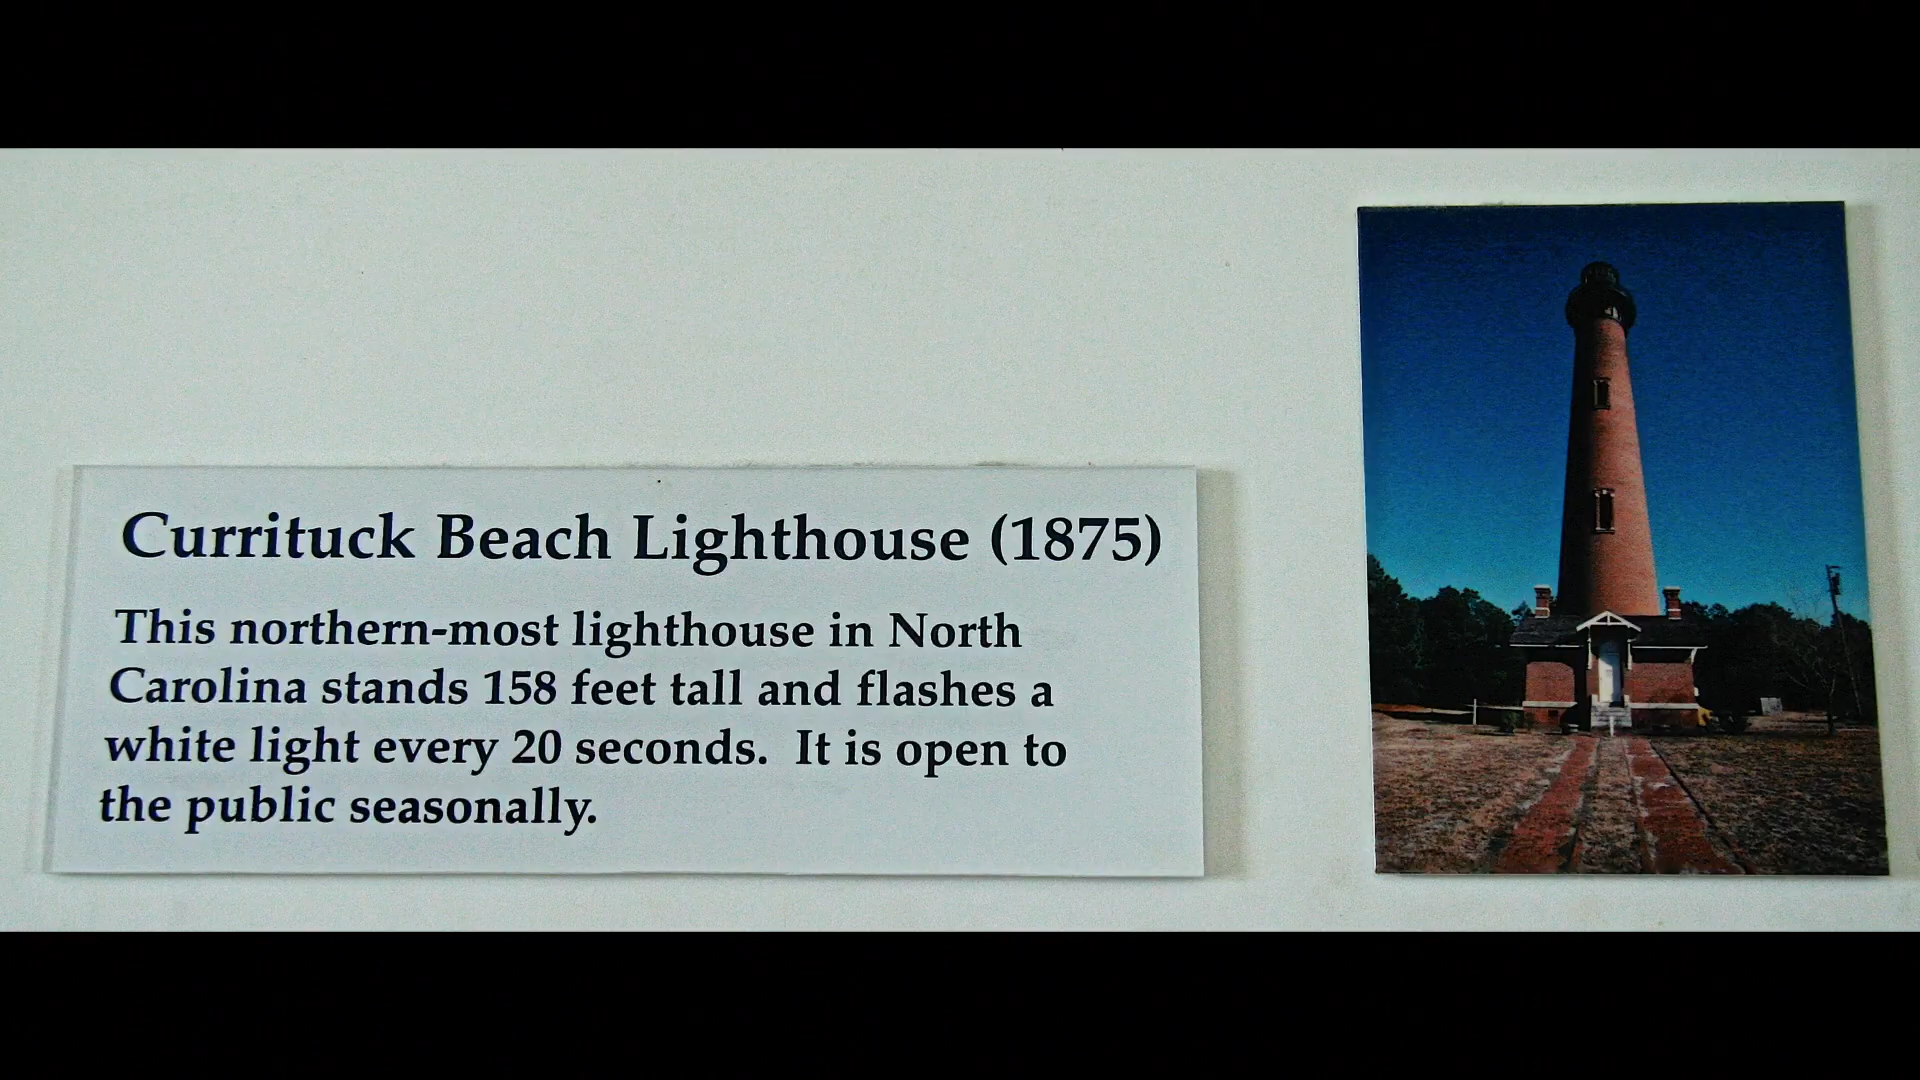 Currituck Beach Lighthouse (1875)
This northern-most lighthouse in North
Carolina stands 158 feet tall and flashes a
white light every 20 seconds.  It is open to
the public seasonally.